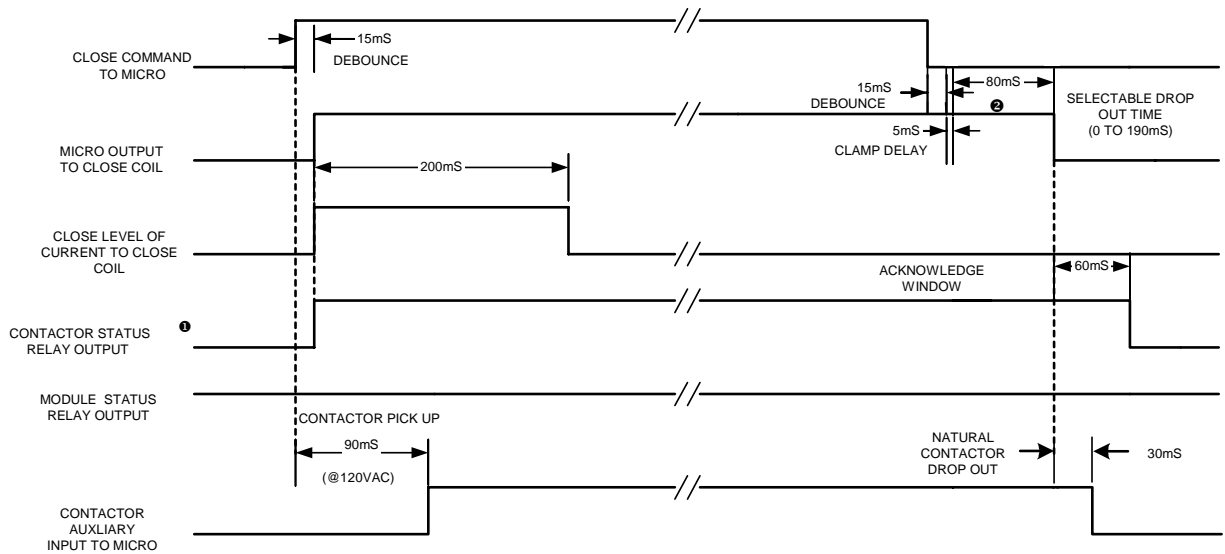 CLOSE COMMAND
TO MICRO
15mS
DEBOUNCE
15mS
DEBOUNCE
80mS
❷
5mS
CLAMP DELAY
SELECTABLE DROP
OUT TIME
(0 TO 190mS)
MICRO OUTPUT
TO CLOSE COIL
200mS
CLOSE LEVEL OF
CURRENT TO CLOSE
COIL
ACKNOWLEDGE
WINDOW
60mS
CONTACTOR STATUS
RELAY OUTPUT
❶
MODULE STATUS
RELAY OUTPUT
CONTACTOR PICK UP
90mS
(@120VAC)
NATURAL
CONTACTOR
DROP OUT
30mS
CONTACTOR
AUXLIARY
INPUT TO MICRO